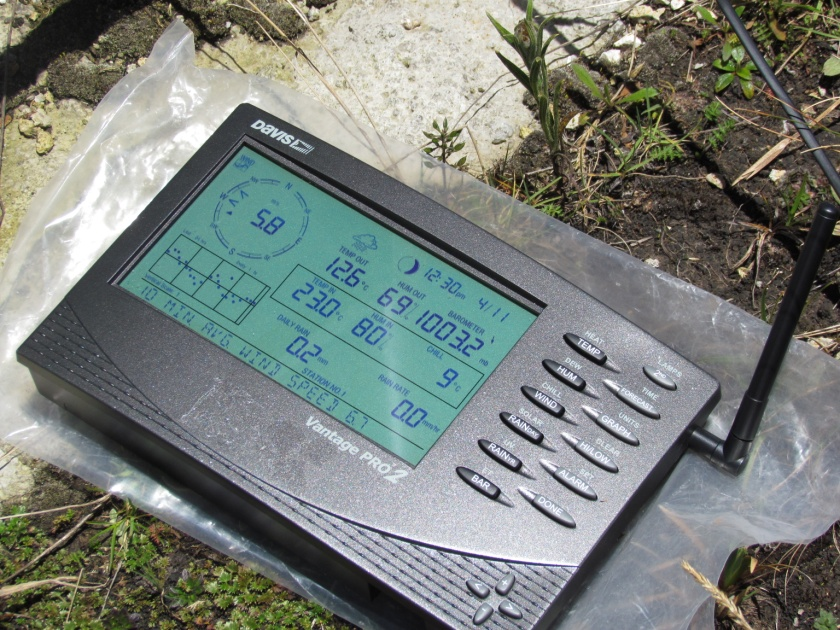 DAVIS
WIND
N
S
5.8
12:30pm 4/11
TEMP OUT HUM OUT BAROMETER
12.6°C 69% 1003.2 mb
TEMP IN HUM IN CHILL
23.0°C 80% 9°C
DAILY RAIN RAIN RATE
0.2mm 0.0mm/hr
STATION NO.1
10 MIN AVG WIND SPEED 6.7
Vantage PRO2
HEAT LAMPS
TEMP
DEW TIME
HUM FORECAST
CHILL UNITS
WIND GRAPH
SOLAR CLEAR
RAINDAY HI/LOW
UV SET
RAINYR ALARM
BAR DONE